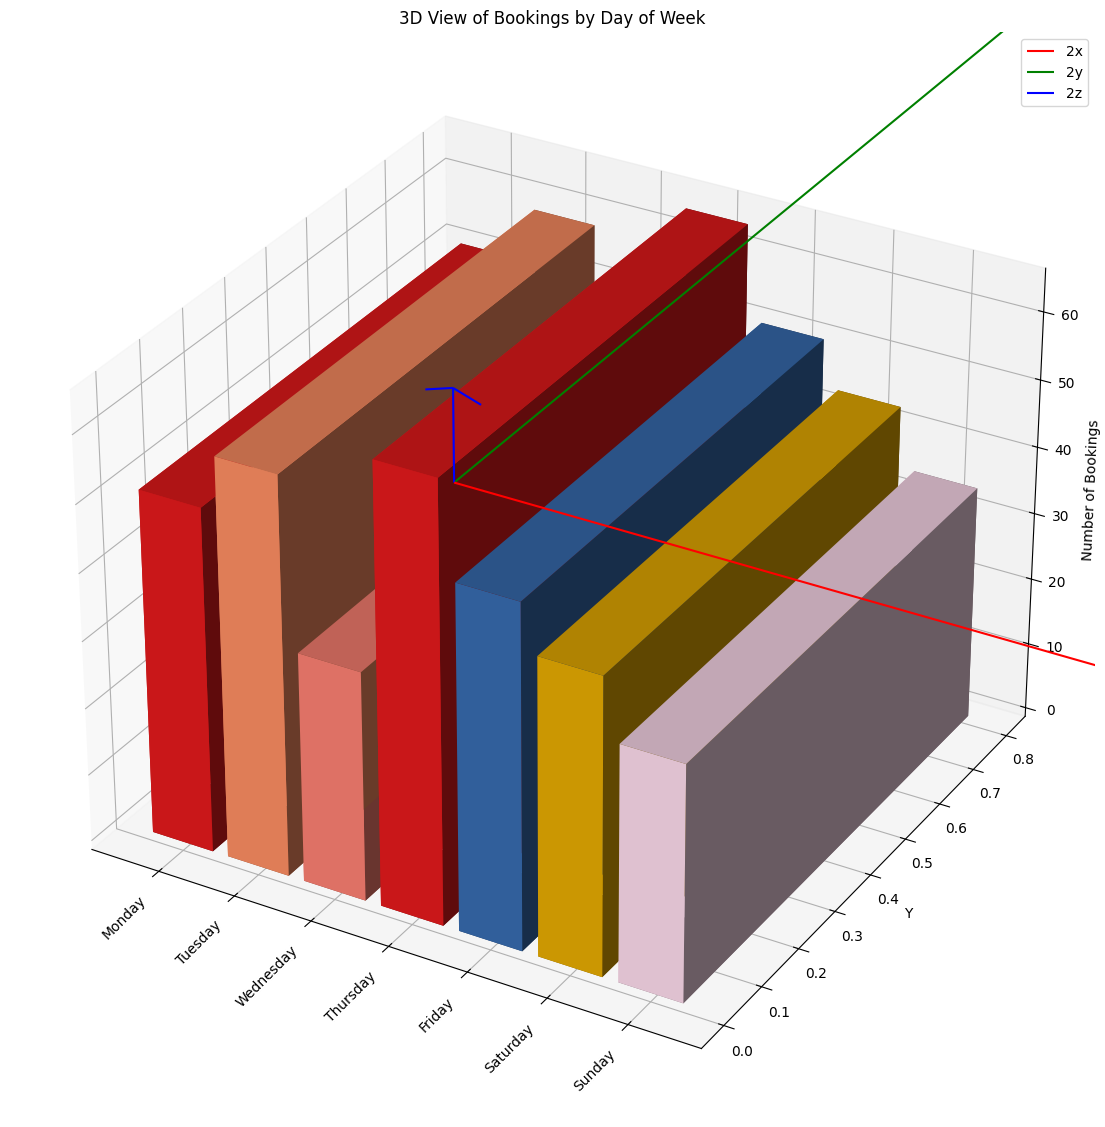 3D View of Bookings by Day of Week
2x
2y
2z
60
50
40
30
20
10
0
Number of Bookings
0.8
0.7
0.6
0.5
0.4
0.3
0.2
0.1
0.0
Y
Monday
Tuesday
Wednesday
Thursday
Friday
Saturday
Sunday